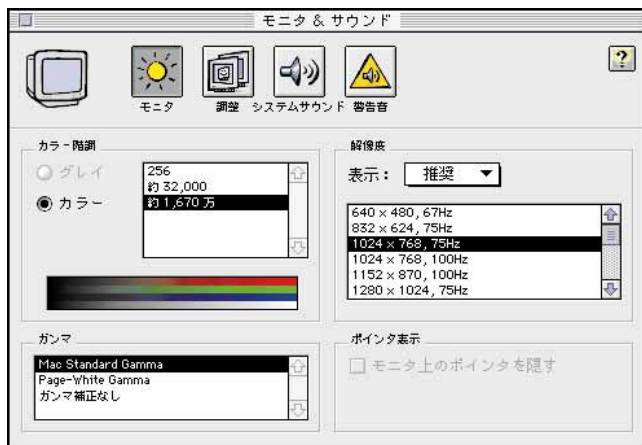 モニタ & サウンド
モニタ
調整
システムサウンド
警告音
?
カラー階調
グレイ
カラー
256
約 32,000
約 1,670 万
解像度
表示： 推奨
640 × 480, 67Hz
832 × 624, 75Hz
1024 × 768, 75Hz
1024 × 768, 100Hz
1152 × 870, 100Hz
1280 × 1024, 75Hz
ガンマ
Mac Standard Gamma
Page-White Gamma
ガンマ補正なし
ポインタ表示
モニタ上のポインタを隠す